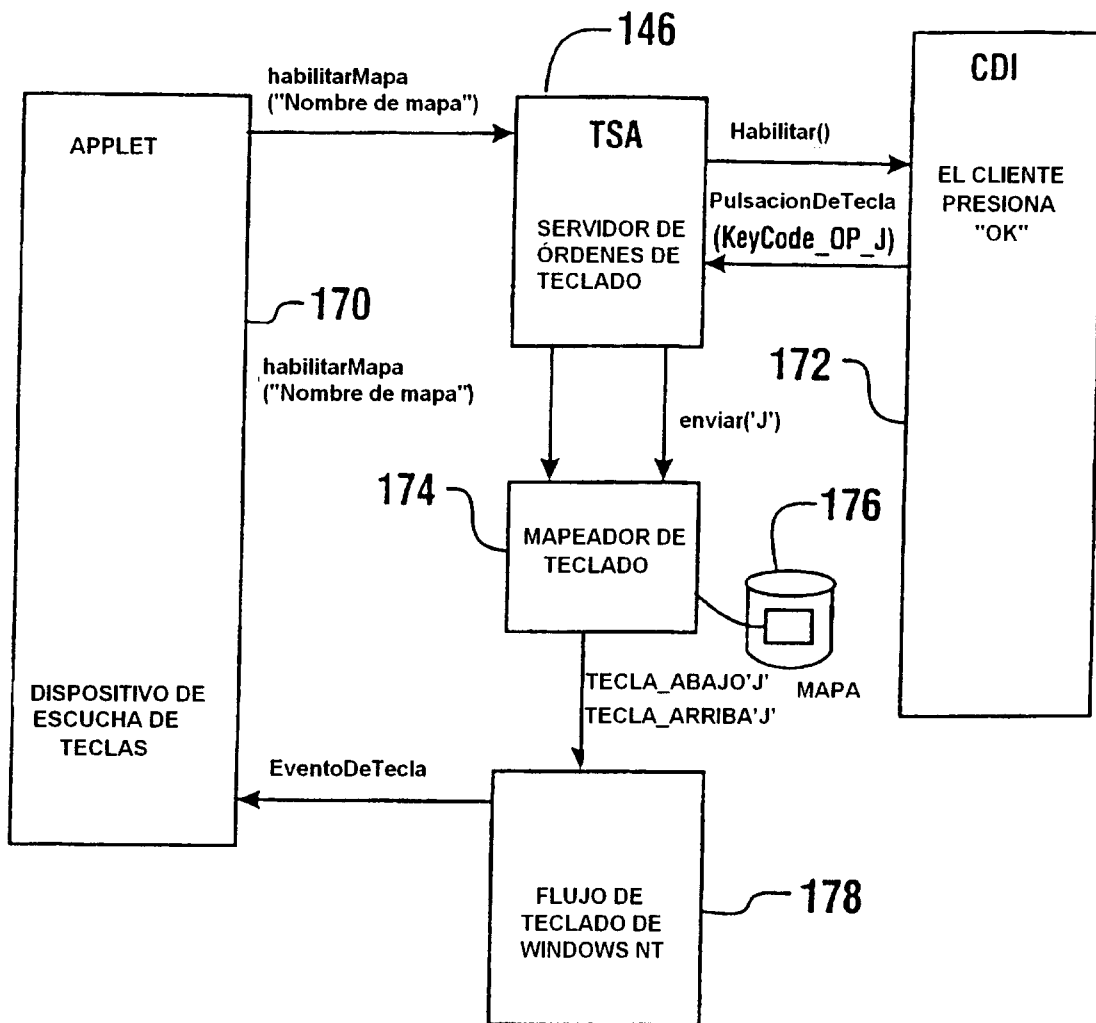 146
habilitarMapa
("Nombre de mapa")
APPLET
TSA
SERVIDOR DE
ÓRDENES DE
TECLADO
Habilitar()
PulsacionDeTecla
(KeyCode_OP_J)
CDI
EL CLIENTE
PRESIONA
"OK"
170
habilitarMapa
("Nombre de mapa")
172
enviar('J')
174
MAPEADOR DE
TECLADO
176
MAPA
TECLA_ABAJO'J'
TECLA_ARRIBA'J'
DISPOSITIVO DE
ESCUCHA DE
TECLAS
EventoDeTecla
FLUJO DE
TECLADO DE
WINDOWS NT
178